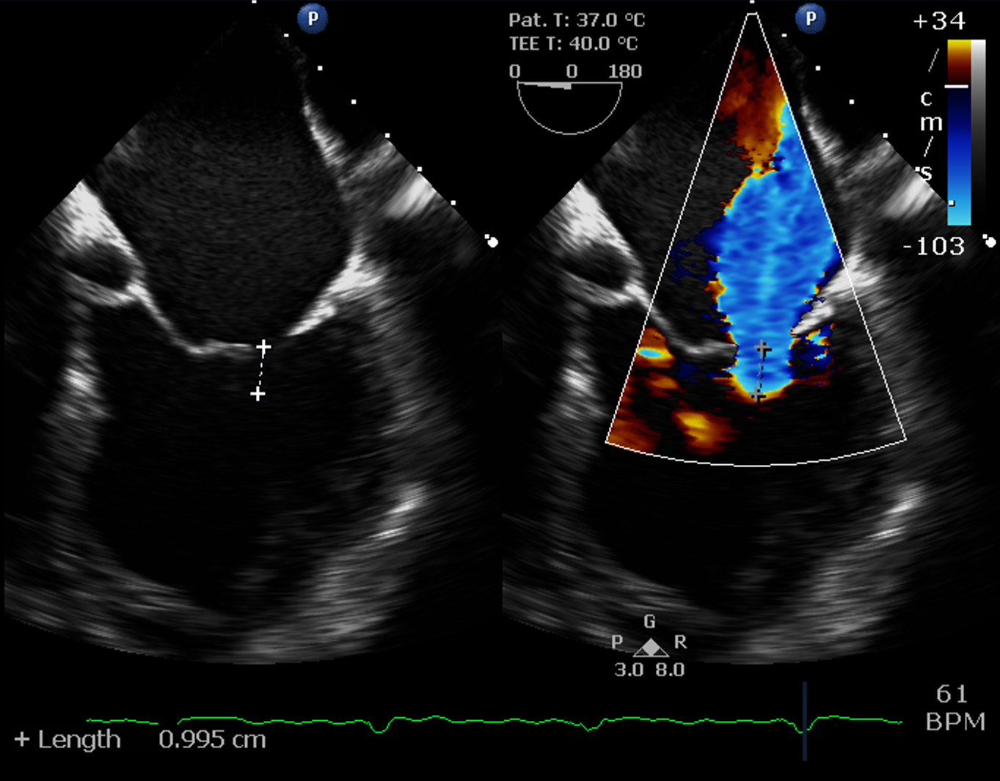 P
Pat. T: 37.0 °C
TEE T: 40.0 °C
0 0 180
P
+34
c
m
/
s
-103
G
P R
3.0 8.0
61
BPM
+ Length 0.995 cm